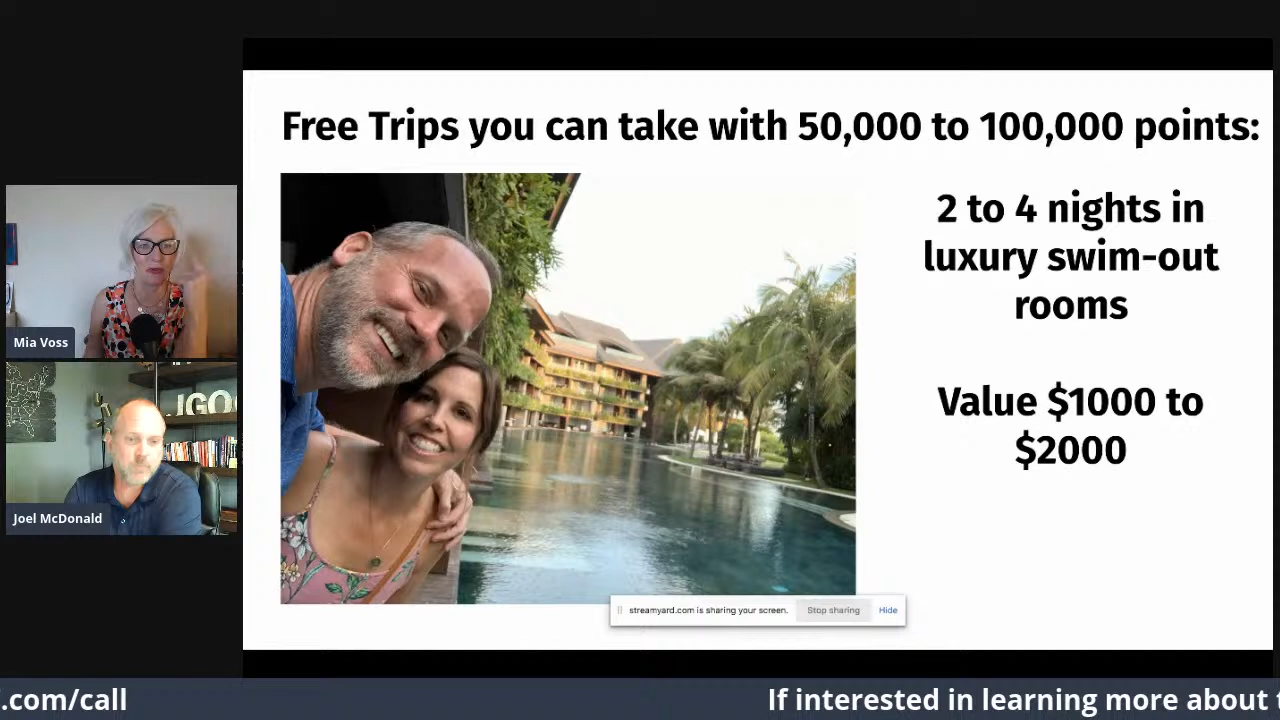 Free Trips you can take with 50,000 to 100,000 points:
2 to 4 nights in
luxury swim-out
rooms
Value $1000 to
$2000
Mia Voss
JGO
Joel McDonald
streamyard.com is sharing your screen.
Stop sharing
Hide
.com/call
If interested in learning more about